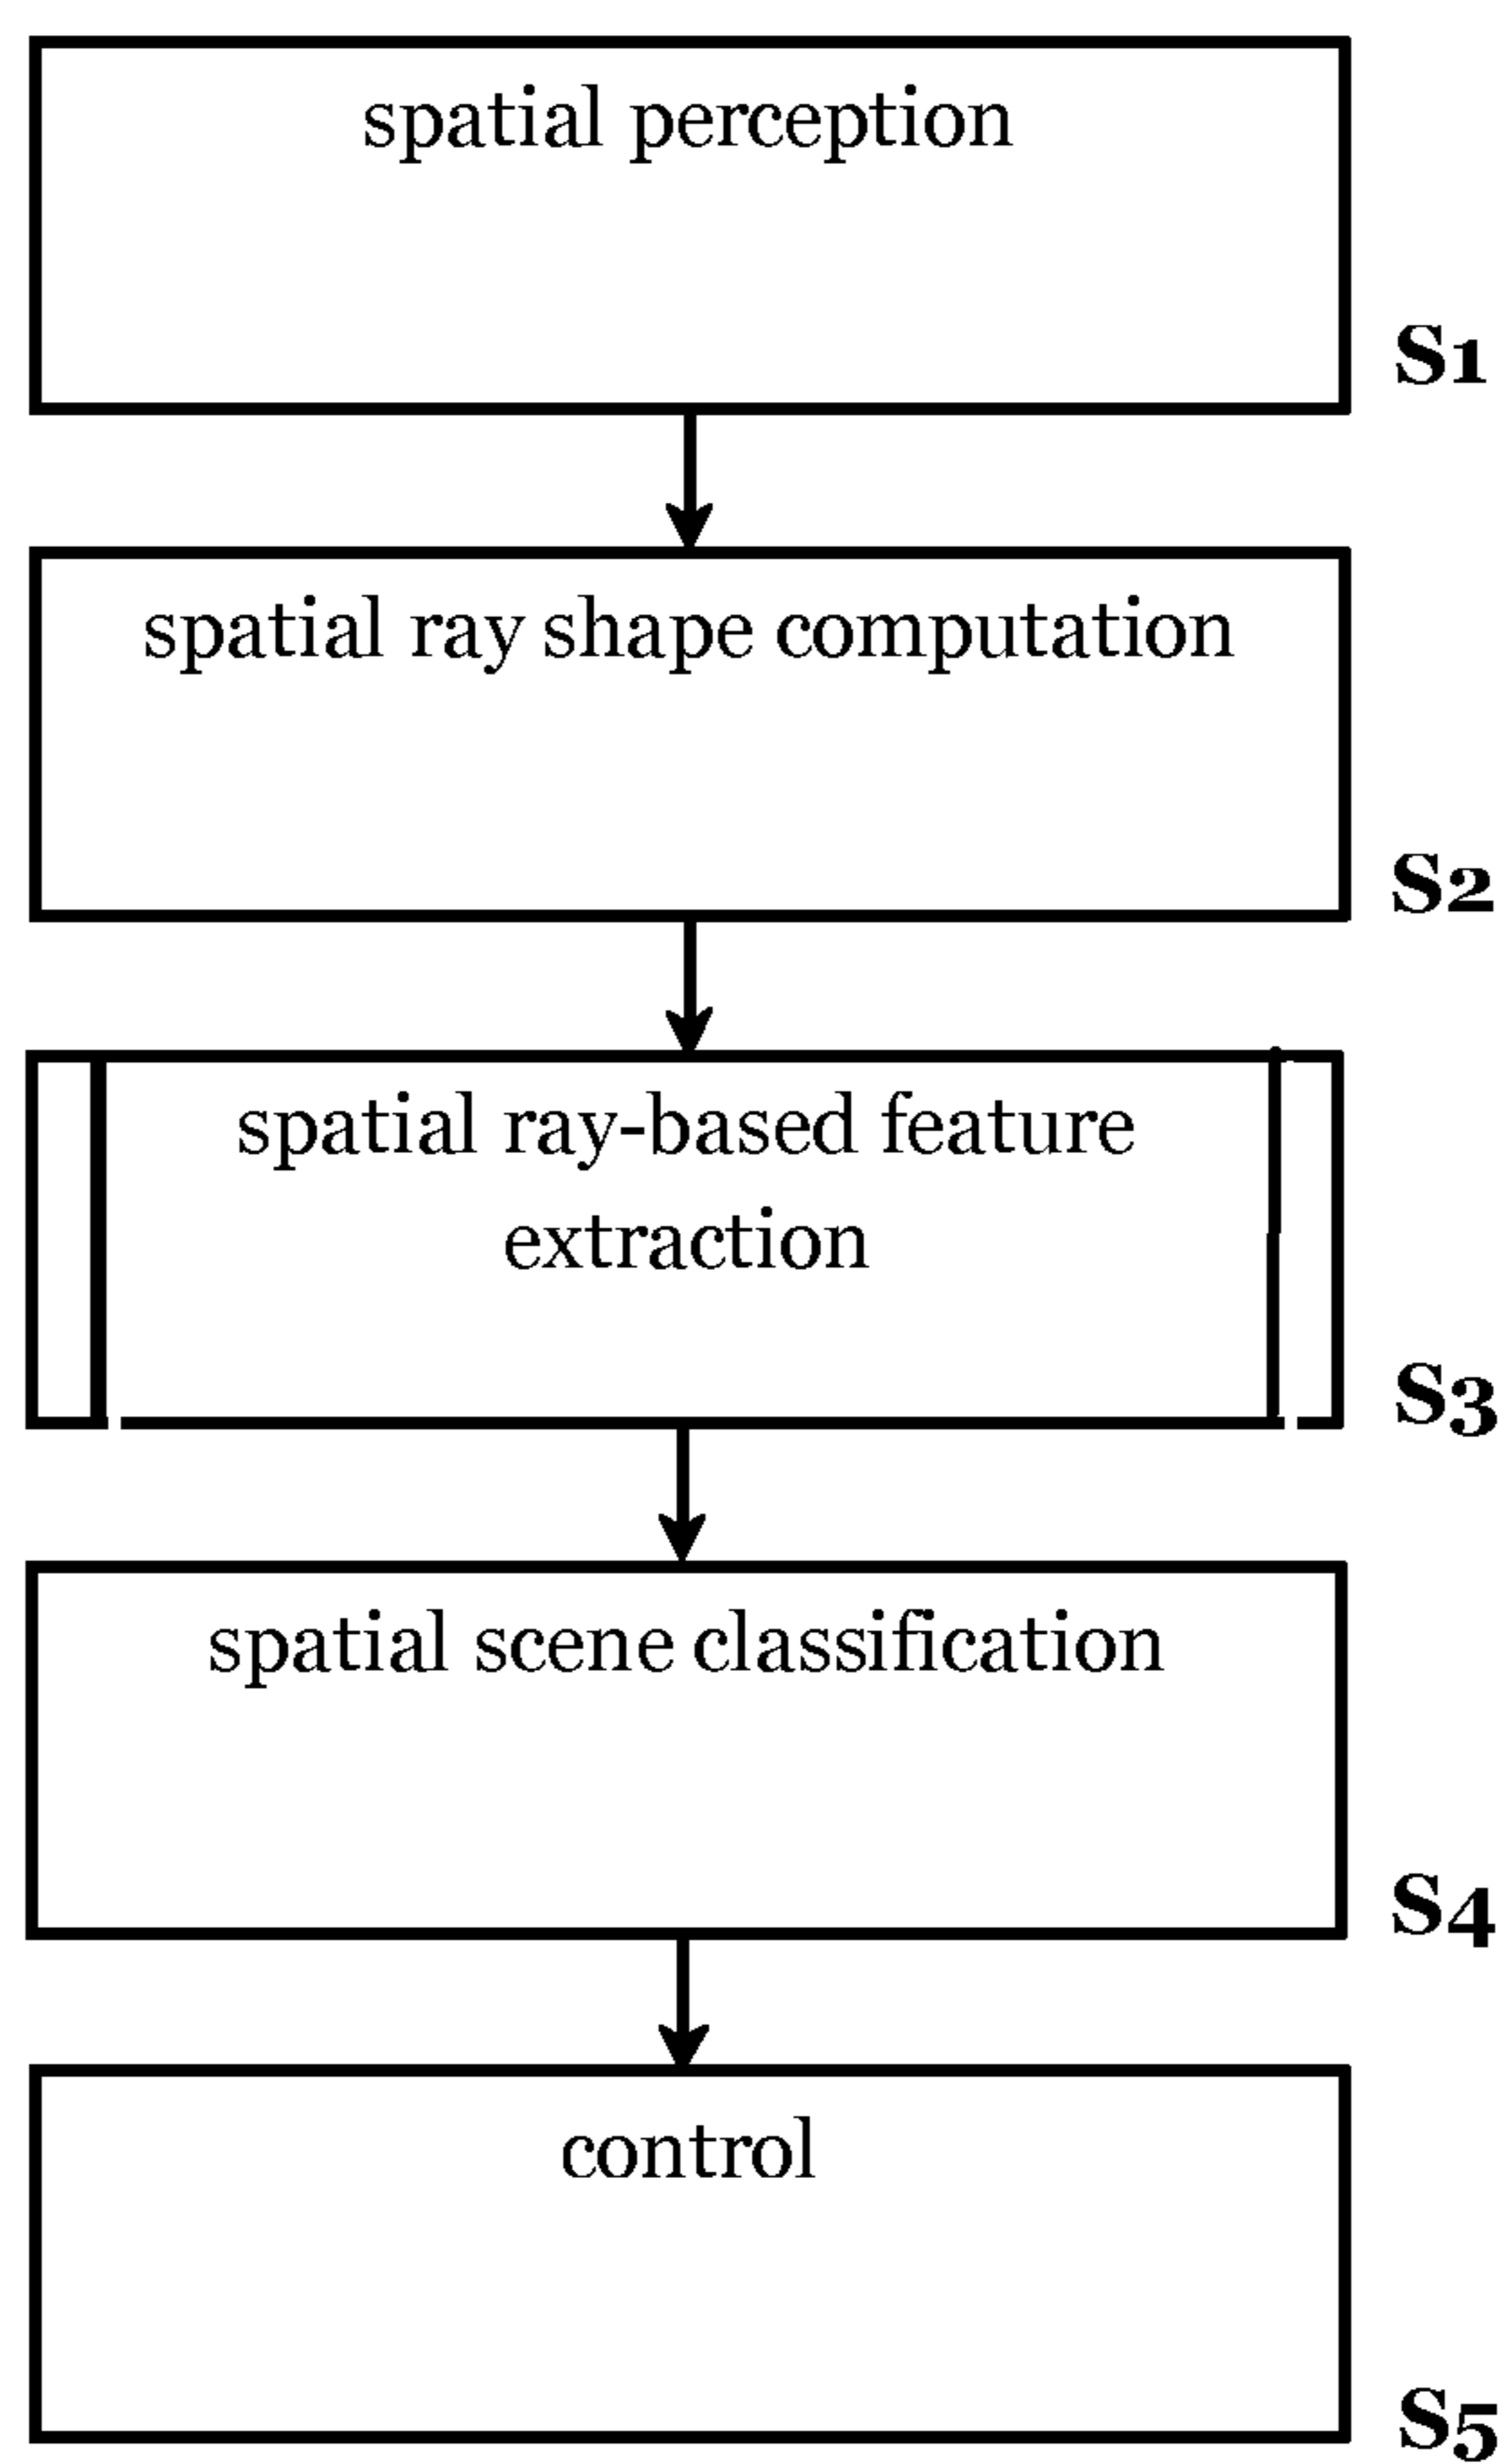 spatial perception
S1
spatial ray shape computation
S2
spatial ray-based feature
extraction
S3
spatial scene classification
S4
control
S5